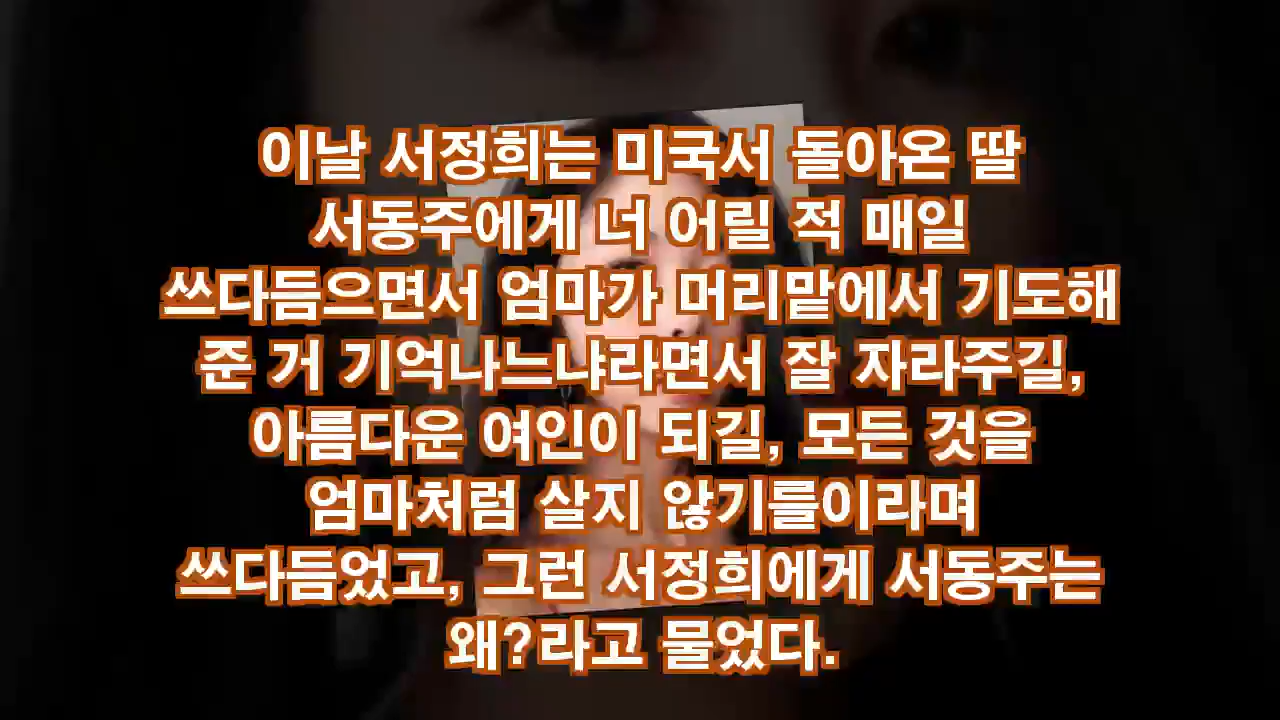 이날 서정희는 미국서 돌아온 딸
서동주에게 너 어릴 적 매일
쓰다듬으면서 엄마가 머리맡에서 기도해
준 거 기억나느냐라면서 잘 자라주길,
아름다운 여인이 되길, 모든 것을
엄마처럼 살지 않기를이라며
쓰다듬었고, 그런 서정희에게 서동주는
왜?라고 물었다.